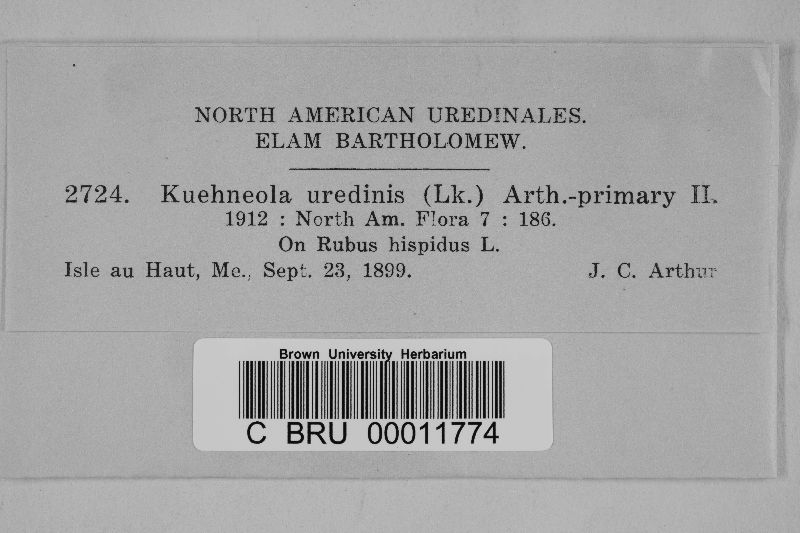 NORTH AMERICAN UREDINALES.
ELAM BARTHOLOMEW.
2724. Kuehneola uredinis (Lk.) Arth.-primary II.
1912 : North Am. Flora 7 : 186.
On Rubus hispidus L.
Isle au Haut, Me., Sept. 23, 1899. J. C. Arthur
Brown University Herbarium
C BRU 00011774